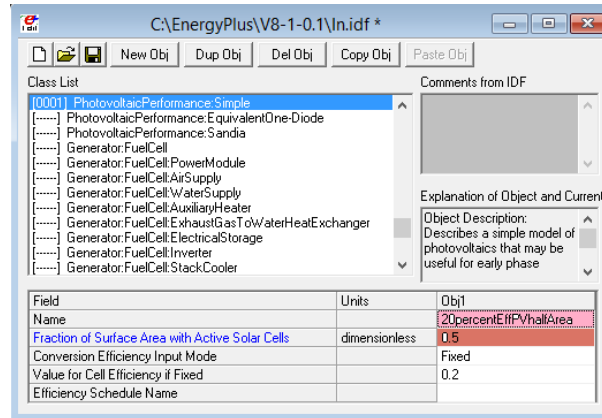 C:\EnergyPlus\V8-1-0.1\In.idf *
New Obj Dup Obj Del Obj Copy Obj Paste Obj
Class List
Comments from IDF
[0001] PhotovoltaicPerformance:Simple
[------] PhotovoltaicPerformance:EquivalentOne-Diode
[------] PhotovoltaicPerformance:Sandia
[------] Generator:FuelCell
[------] Generator:FuelCell:PowerModule
[------] Generator:FuelCell:AirSupply
[------] Generator:FuelCell:WaterSupply
[------] Generator:FuelCell:AuxiliaryHeater
[------] Generator:FuelCell:ExhaustGasToWaterHeatExchanger
[------] Generator:FuelCell:ElectricalStorage
[------] Generator:FuelCell:Inverter
[------] Generator:FuelCell:StackCooler
Explanation of Object and Current
Object Description:
Describes a simple model of
photovoltaics that may be
useful for early phase
Field Units Obj1
Name 20percentEffPVhalfArea
Fraction of Surface Area with Active Solar Cells dimensionless 0.5
Conversion Efficiency Input Mode Fixed
Value for Cell Efficiency if Fixed 0.2
Efficiency Schedule Name